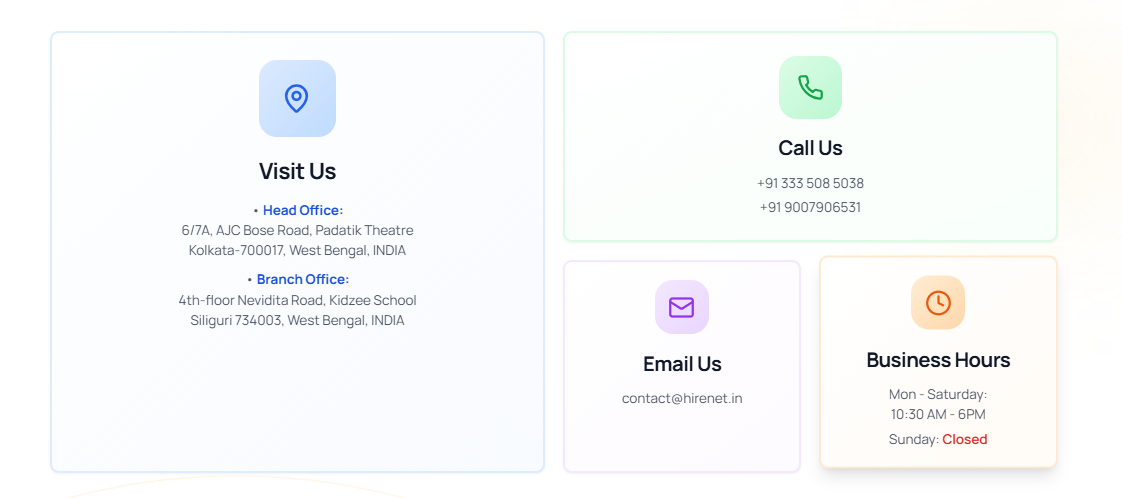 Visit Us
• Head Office:
6/7A, AJC Bose Road, Padatik Theatre
Kolkata-700017, West Bengal, INDIA
• Branch Office:
4th-floor Nevidita Road, Kidzee School
Siliguri 734003, West Bengal, INDIA
Call Us
+91 333 508 5038
+91 9007906531
Email Us
contact@hirenet.in
Business Hours
Mon - Saturday:
10:30 AM - 6PM
Sunday: Closed